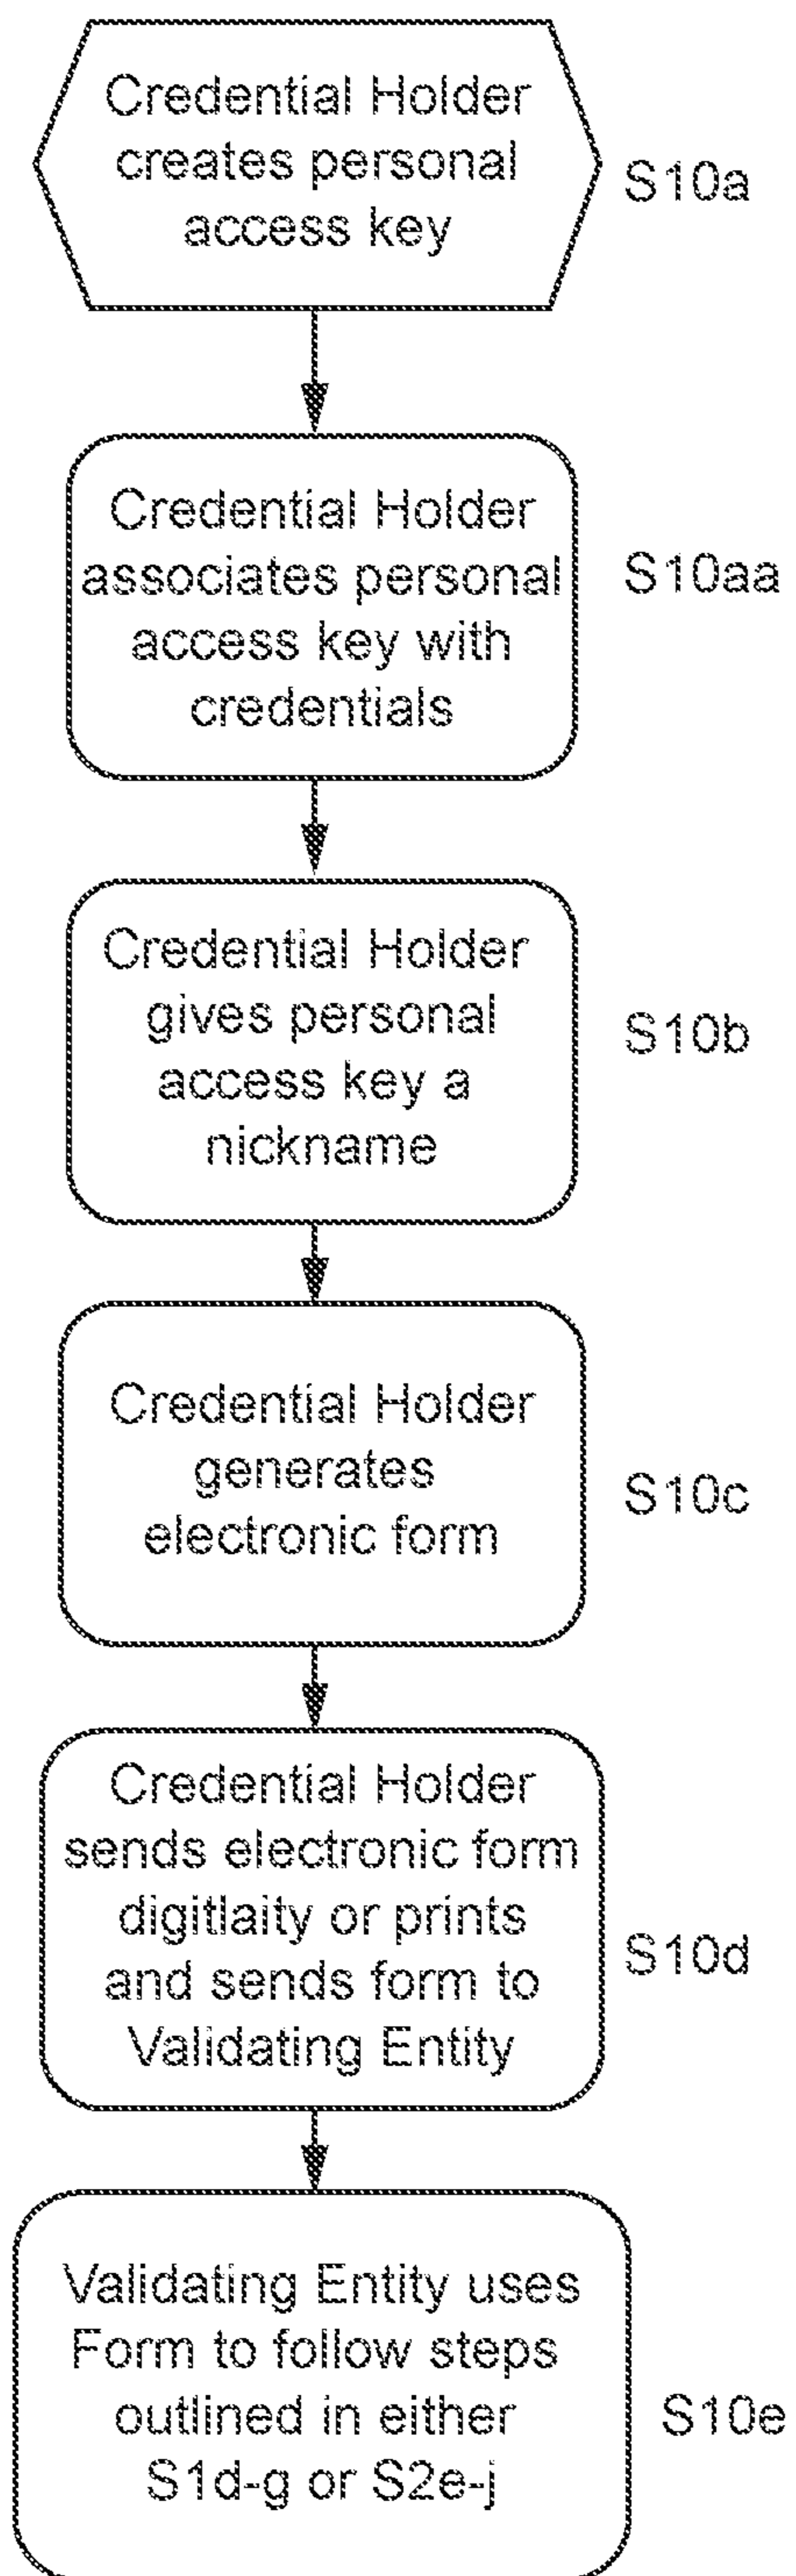 Credential Holder
creates personal
access key
S10a
Credential Holder
associates personal
access key with
credentials
S10aa
Credential Holder
gives personal
access key a
nickname
S10b
Credential Holder
generates
electronic form
S10c
Credential Holder
sends electronic form
digitlaity or prints
and sends form to
Validating Entity
S10d
Validating Entity uses
Form to follow steps
outlined in either
S1d-g or S2e-j
S10e